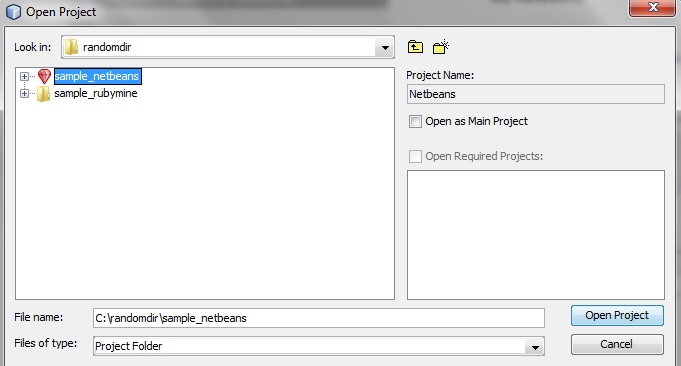 Open Project
Look in: randomdir
sample_netbeans
sample_rubymine
Project Name:
Netbeans
Open as Main Project
Open Required Projects:
File name: C:\randomdir\sample_netbeans
Open Project
Files of type: Project Folder
Cancel